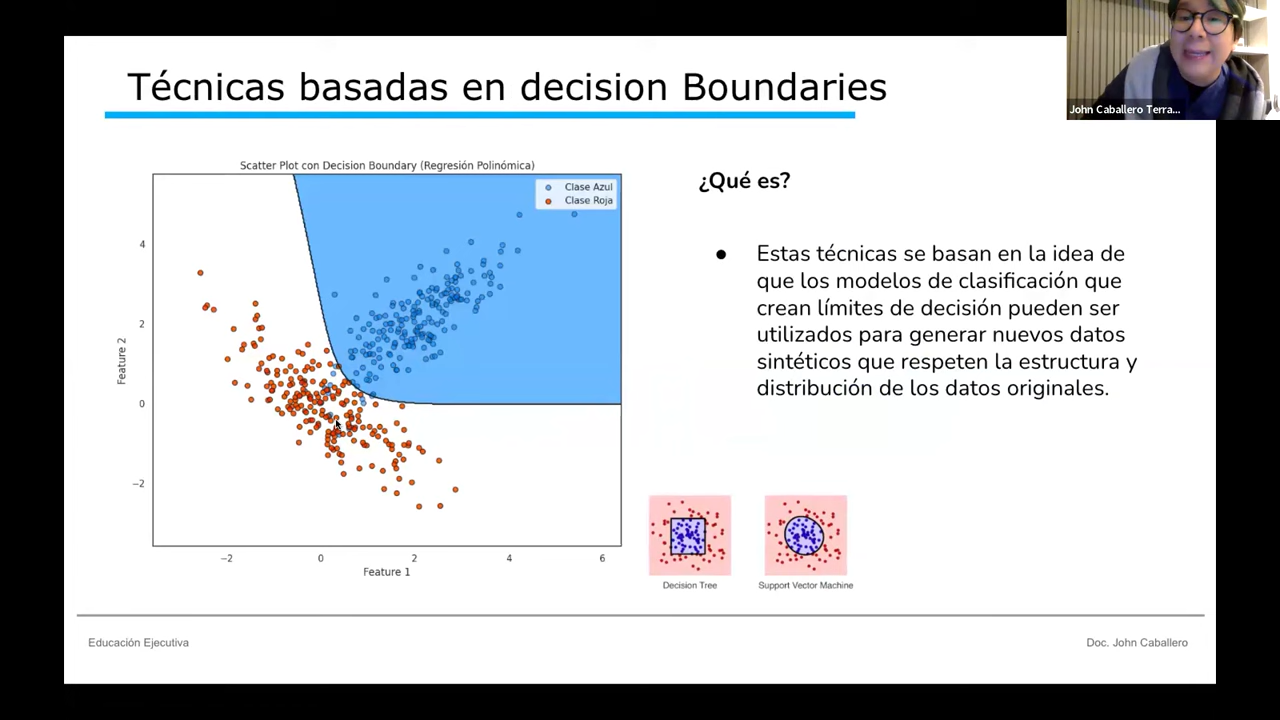 Técnicas basadas en decision Boundaries
John Caballero Terra...
Scatter Plot con Decision Boundary (Regresión Polinómica)
Clase Azul
Clase Roja
4
2
0
−2
Feature 2
−2
0
2
4
6
Feature 1
¿Qué es?
● Estas técnicas se basan en la idea de
que los modelos de clasificación que
crean límites de decisión pueden ser
utilizados para generar nuevos datos
sintéticos que respeten la estructura y
distribución de los datos originales.
Decision Tree
Support Vector Machine
Educación Ejecutiva
Doc. John Caballero